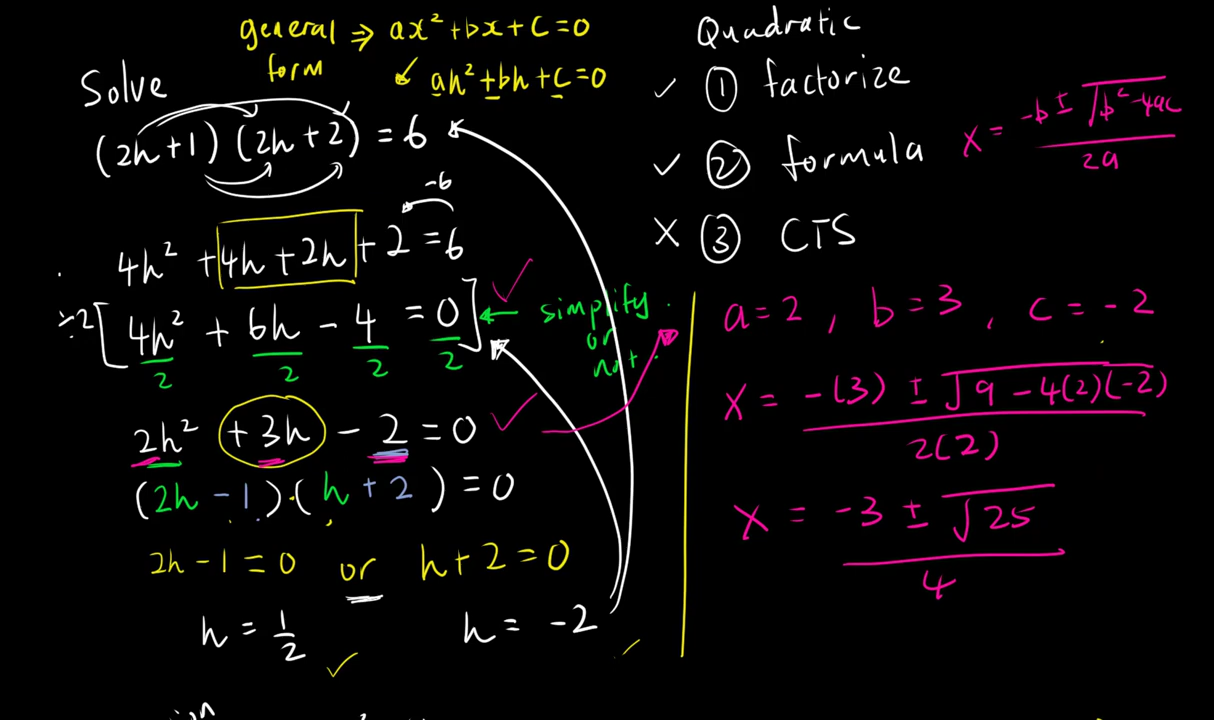 general form ⇒ ax² + bx + c = 0
ah² + bh + c = 0
Solve
(2h+1) (2h+2) = 6
-6
4h² + 4h + 2h + 2 = 6
÷2 [ 4h²/2 + 6h/2 - 4/2 = 0/2 ]
simplify or not.
2h² + 3h - 2 = 0
(2h - 1)·(h + 2) = 0
2h - 1 = 0 or h + 2 = 0
h = 1/2 h = -2
Quadratic
✓ ① factorize
✓ ② formula
x = (-b ± √(b² - 4ac))/2a
X ③ CTS
a = 2, b = 3, c = -2
x = (-(3) ± √(9 - 4(2)(-2)))/2(2)
x = (-3 ± √25)/4